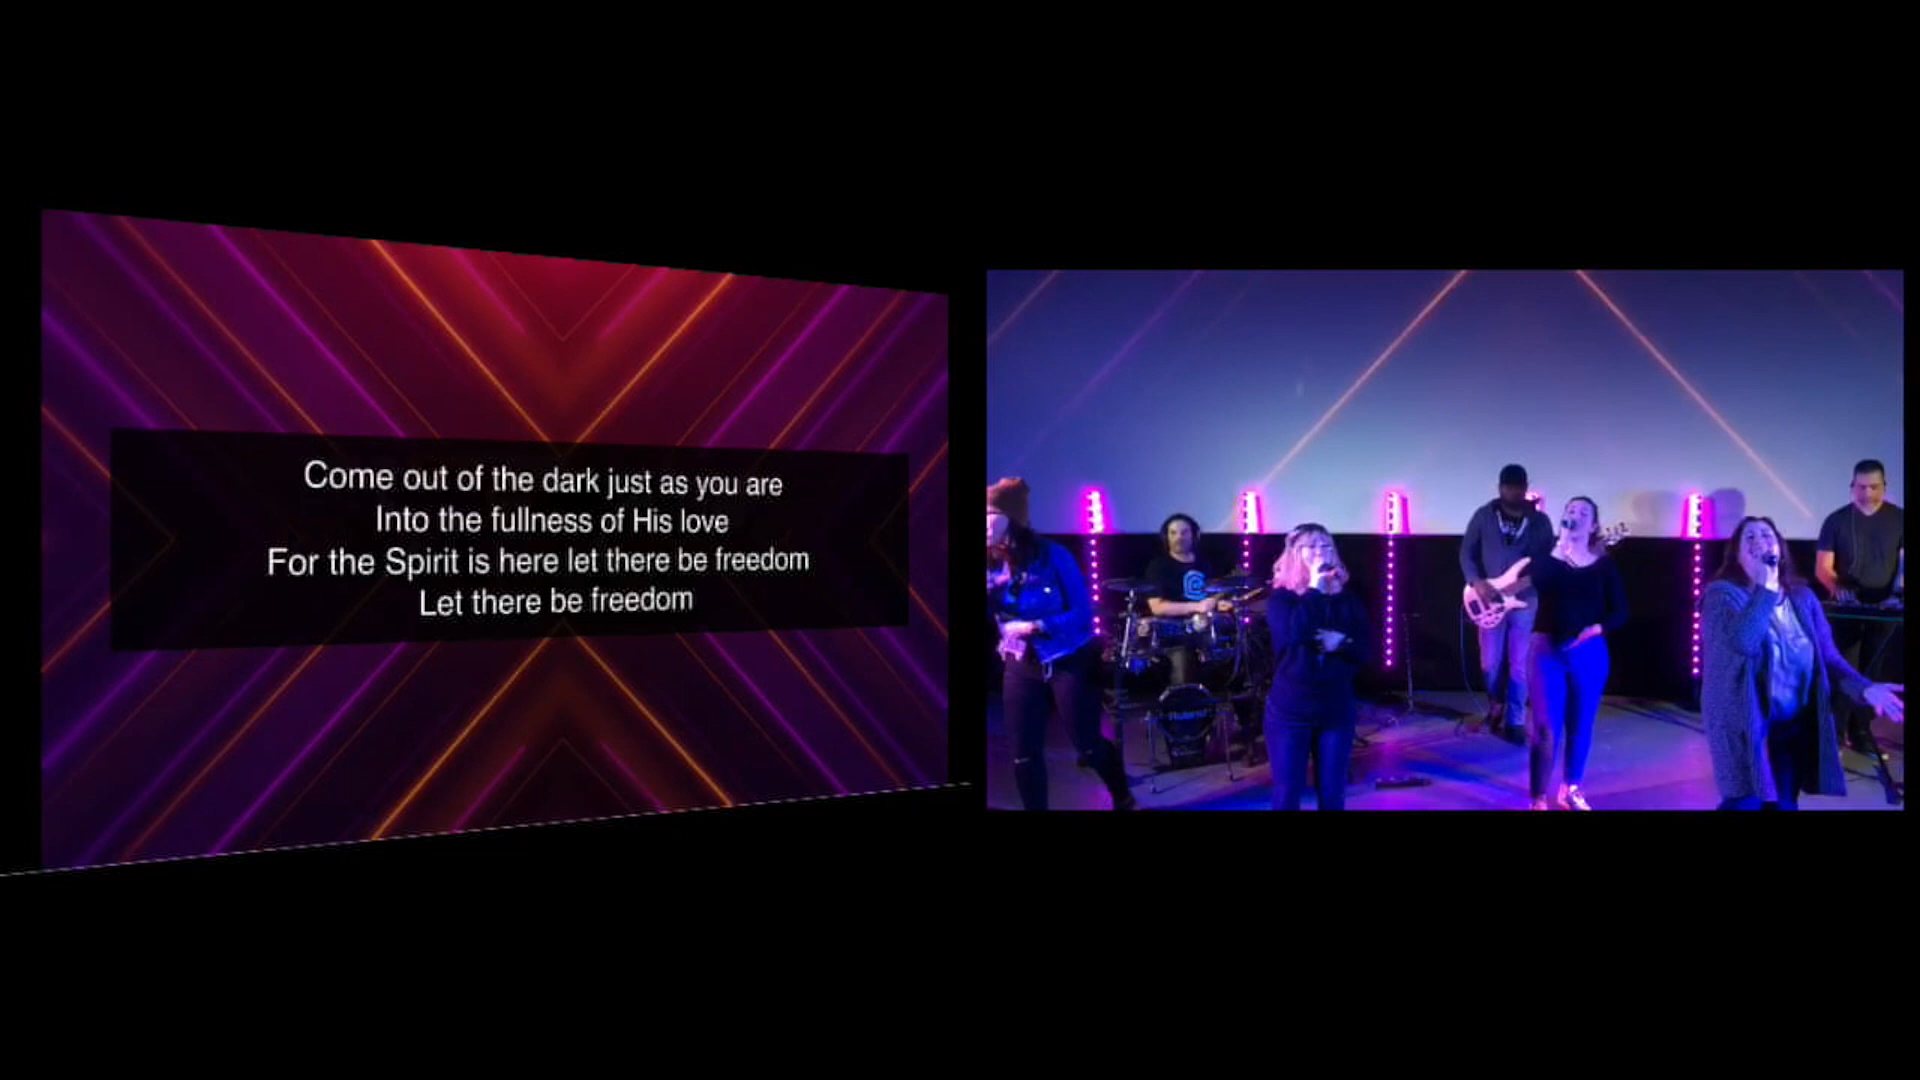 Come out of the dark just as you are
Into the fullness of His love
For the Spirit is here let there be freedom
Let there be freedom
Roland